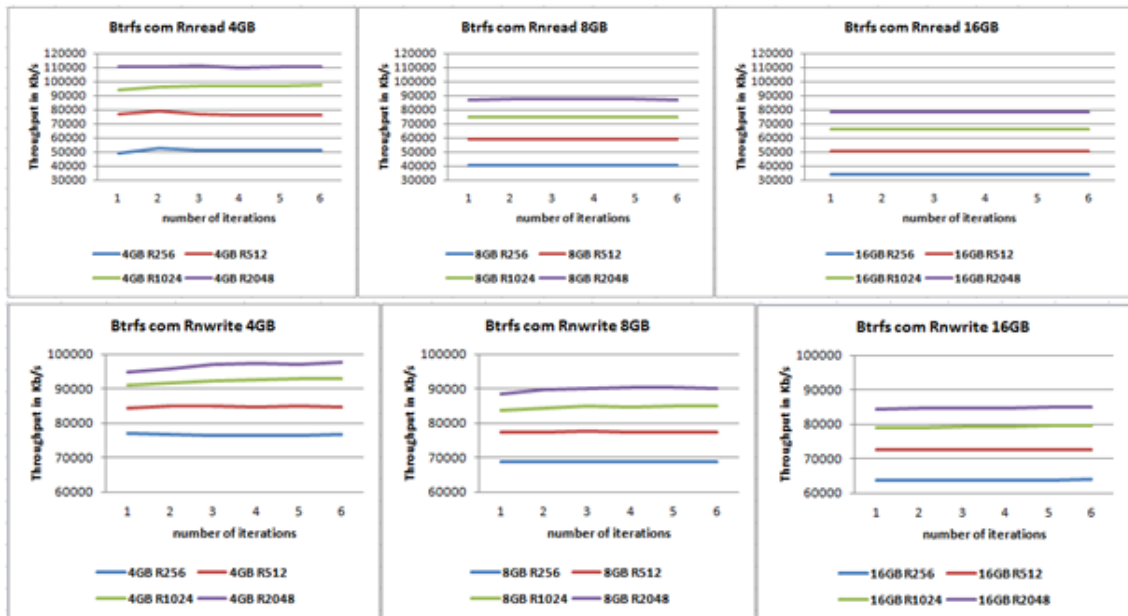 Btrfs com Rnread 4GB
Throughput in Kb/s
120000
110000
100000
90000
80000
70000
60000
50000
40000
30000
1 2 3 4 5 6
number of iterations
4GB R256 4GB R512
4GB R1024 4GB R2048
Btrfs com Rnread 8GB
Throughput in Kb/s
120000
110000
100000
90000
80000
70000
60000
50000
40000
30000
1 2 3 4 5 6
number of iterations
8GB R256 8GB R512
8GB R1024 8GB R2048
Btrfs com Rnread 16GB
Throughput in Kb/s
120000
110000
100000
90000
80000
70000
60000
50000
40000
30000
1 2 3 4 5 6
number of iterations
16GB R256 16GB R512
16GB R1024 16GB R2048
Btrfs com Rnwrite 4GB
Throughput in Kb/s
100000
90000
80000
70000
60000
1 2 3 4 5 6
number of iterations
4GB R256 4GB R512
4GB R1024 4GB R2048
Btrfs com Rnwrite 8GB
Throughput in Kb/s
100000
90000
80000
70000
60000
1 2 3 4 5 6
number of iterations
8GB R256 8GB R512
8GB R1024 8GB R2048
Btrfs com Rnwrite 16GB
Throughput in Kb/s
100000
90000
80000
70000
60000
1 2 3 4 5 6
number of iterations
16GB R256 16GB R512
16GB R1024 16GB R2048